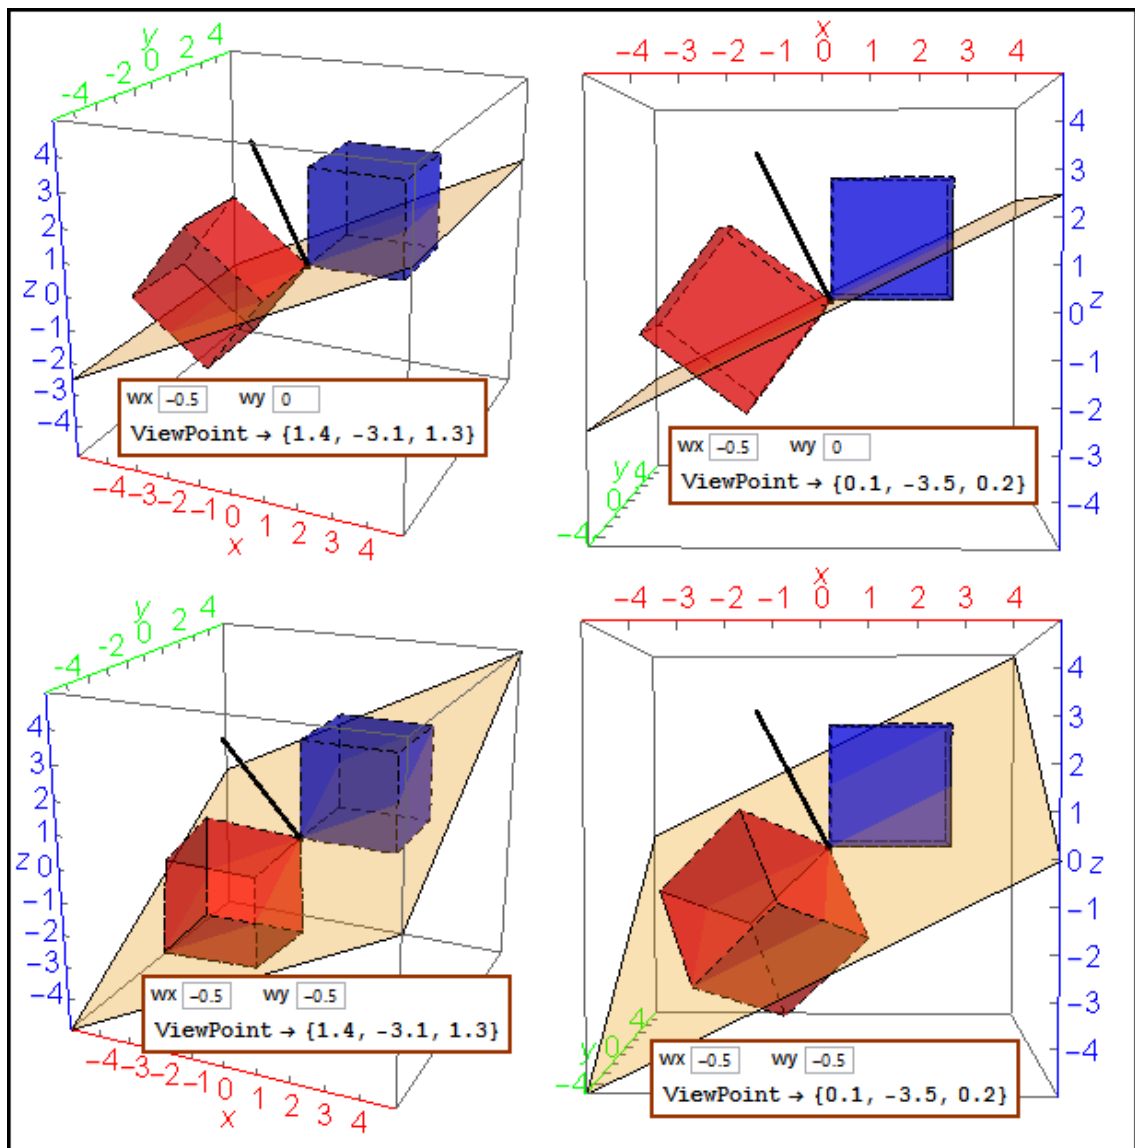 y
-4 -2 0 2 4
4
3
2
1
z 0
-1
-2
-3
-4
-4 -3 -2 -1 0 1 2 3 4
x
wx -0.5 wy 0
ViewPoint → {1.4, -3.1, 1.3}
x
-4 -3 -2 -1 0 1 2 3 4
4
3
2
1
0 z
-1
-2
-3
-4
y 4
0
-4
wx -0.5 wy 0
ViewPoint → {0.1, -3.5, 0.2}
y
-4 -2 0 2 4
4
3
2
1
z 0
-1
-2
-3
-4
-4 -3 -2 -1 0 1 2 3 4
x
wx -0.5 wy -0.5
ViewPoint → {1.4, -3.1, 1.3}
x
-4 -3 -2 -1 0 1 2 3 4
4
3
2
1
0 z
-1
-2
-3
-4
4
y 0
-4
wx -0.5 wy -0.5
ViewPoint → {0.1, -3.5, 0.2}